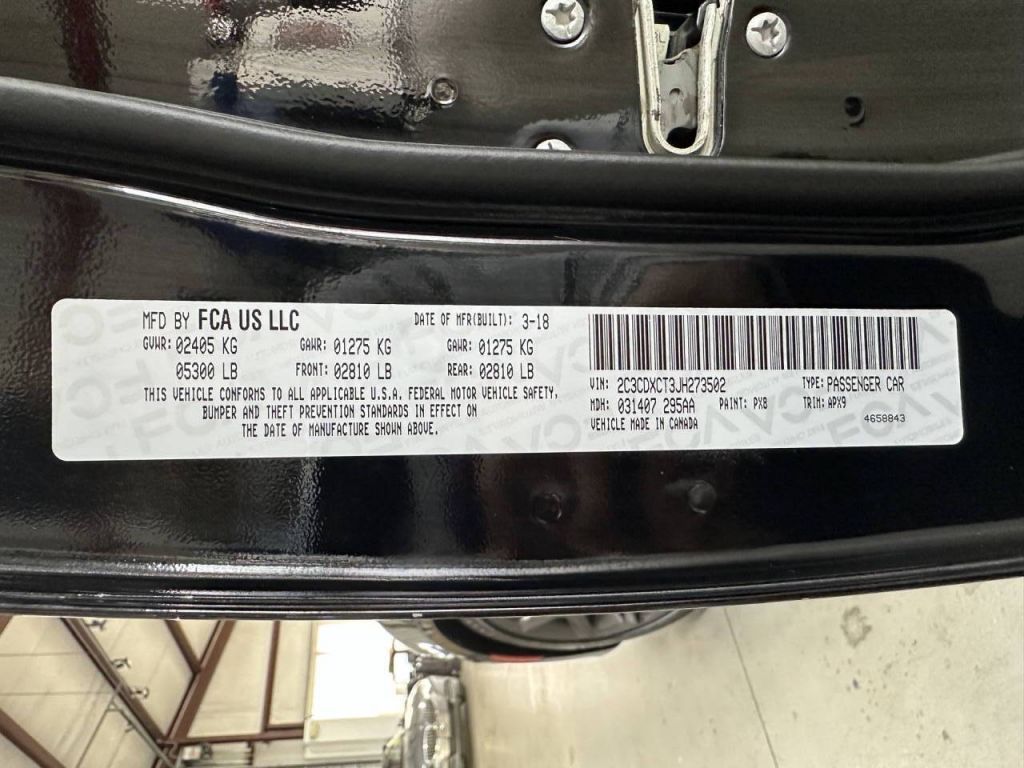 MFD BY FCA US LLC DATE OF MFR(BUILT): 3-18
GVWR: 02405 KG GAWR: 01275 KG GAWR: 01275 KG
05300 LB FRONT: 02810 LB REAR: 02810 LB
THIS VEHICLE CONFORMS TO ALL APPLICABLE U.S.A. FEDERAL MOTOR VEHICLE SAFETY,
BUMPER AND THEFT PREVENTION STANDARDS IN EFFECT ON
THE DATE OF MANUFACTURE SHOWN ABOVE.
VIN: 2C3CDXCT3JH273502 TYPE: PASSENGER CAR
MDH: 031407 295AA PAINT: PX8 TRIM: APX9
VEHICLE MADE IN CANADA 4658843